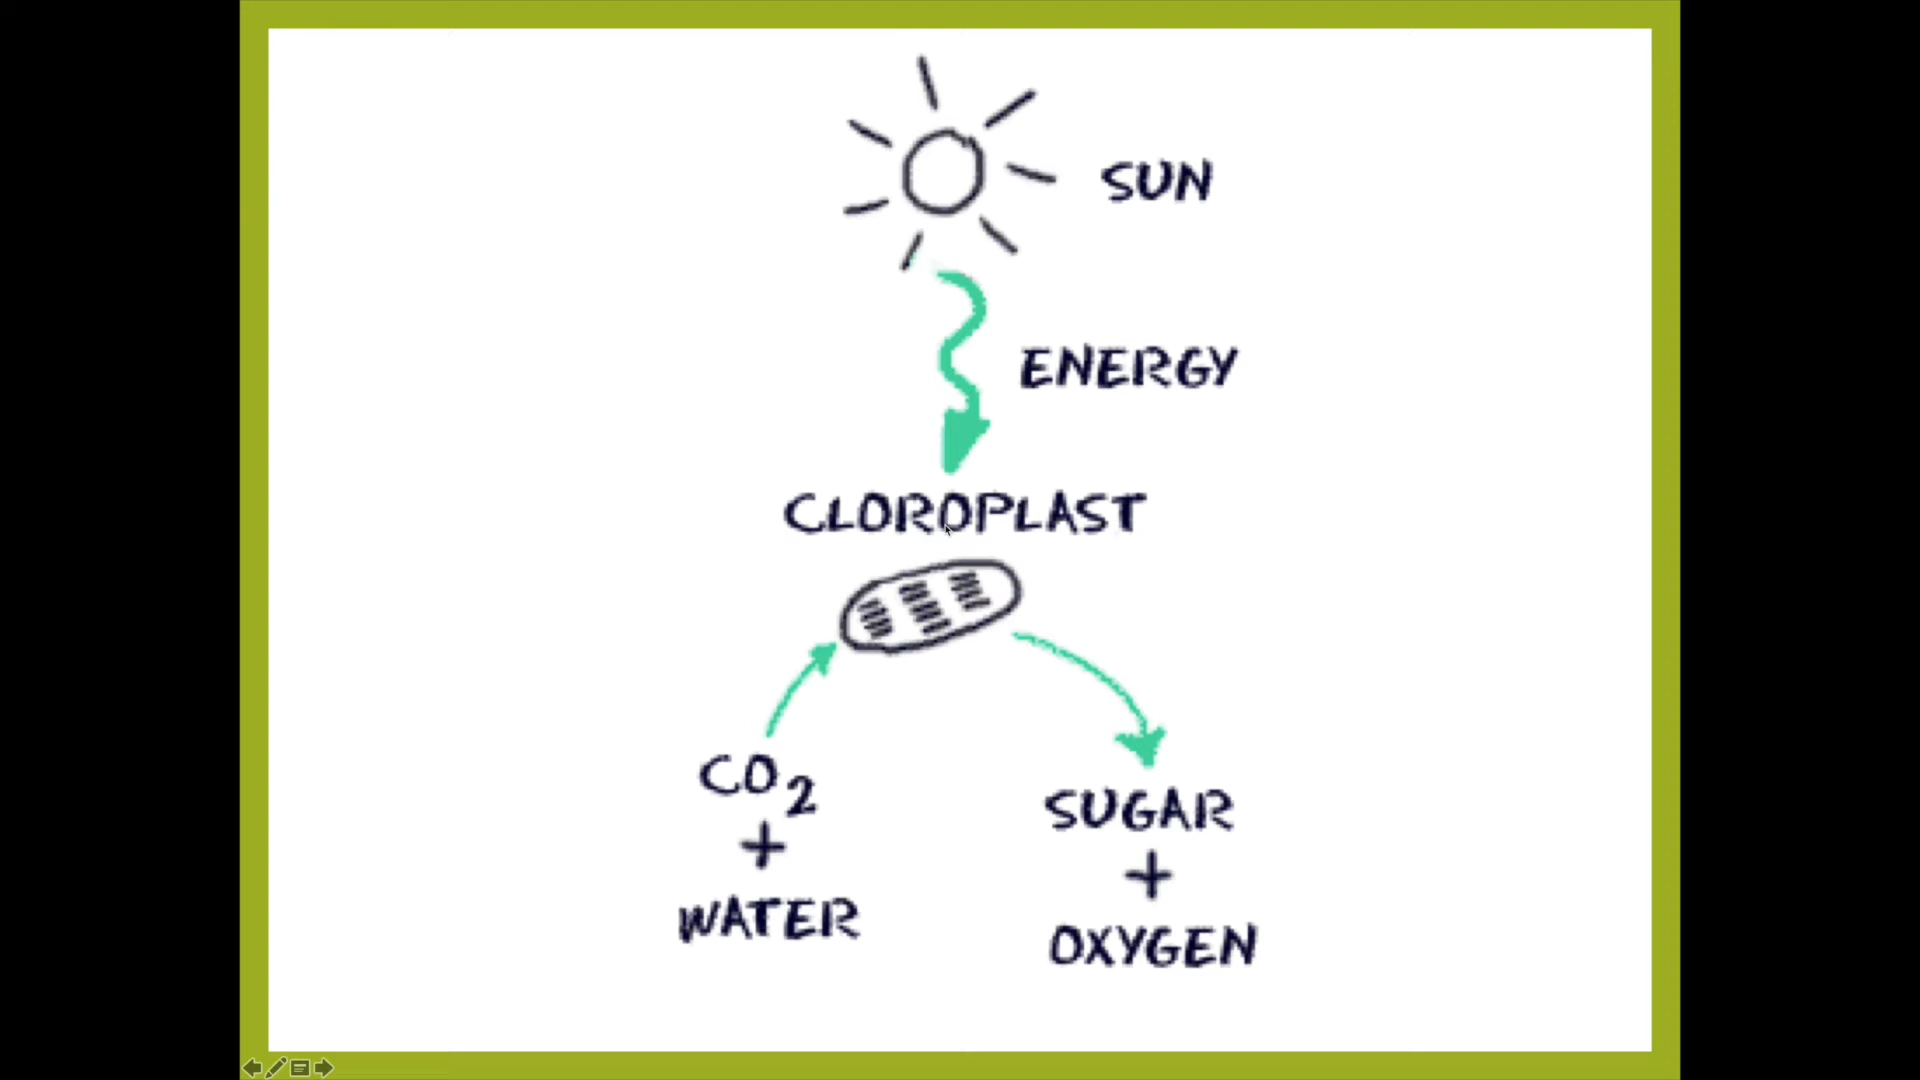 SUN
ENERGY
CLOROPLAST
CO2
+
WATER
SUGAR
+
OXYGEN